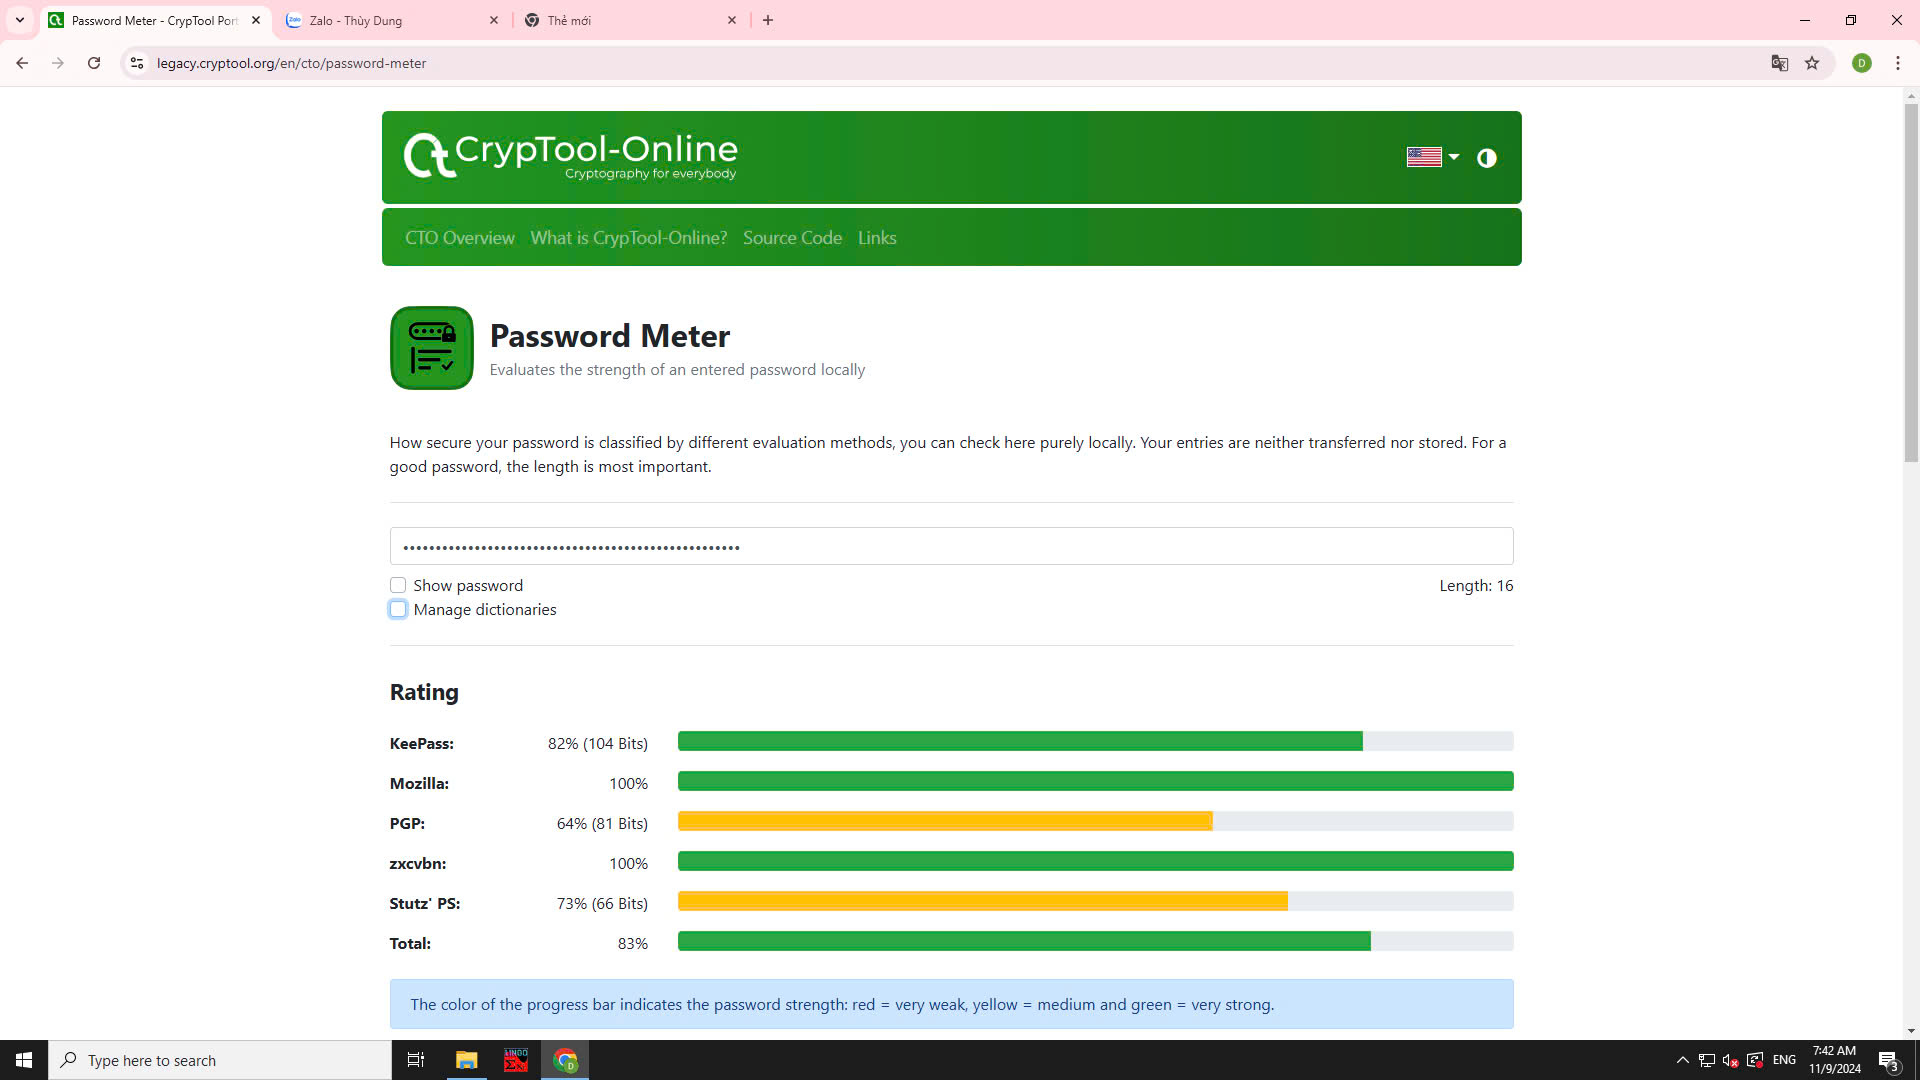 Password Meter - CrypTool Port
Zalo - Thùy Dung
Thẻ mới
legacy.cryptool.org/en/cto/password-meter
D
CrypTool-Online
Cryptography for everybody
CTO Overview What is CrypTool-Online? Source Code Links
Password Meter
Evaluates the strength of an entered password locally
How secure your password is classified by different evaluation methods, you can check here purely locally. Your entries are neither transferred nor stored. For a
good password, the length is most important.
Show password
Length: 16
Manage dictionaries
Rating
KeePass: 82% (104 Bits)
Mozilla: 100%
PGP: 64% (81 Bits)
zxcvbn: 100%
Stutz' PS: 73% (66 Bits)
Total: 83%
The color of the progress bar indicates the password strength: red = very weak, yellow = medium and green = very strong.
Type here to search
LINGO
ENG
7:42 AM
11/9/2024
3